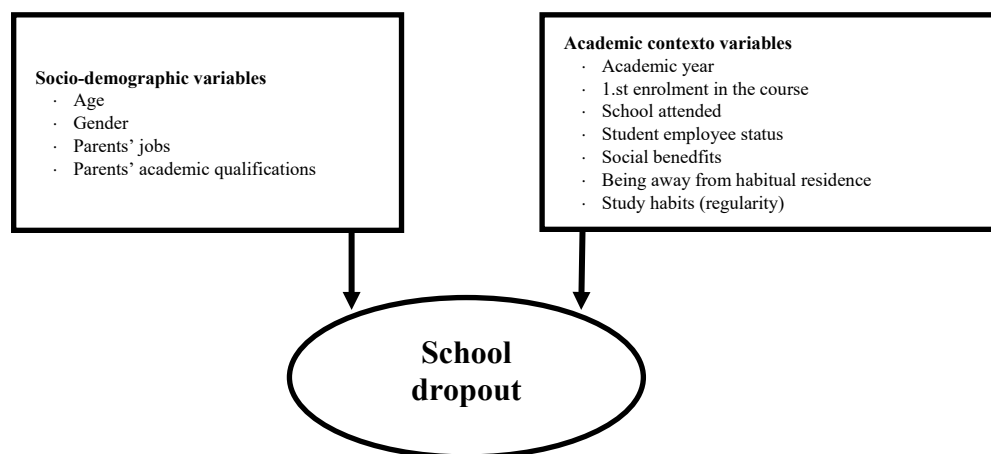 Socio-demographic variables
· Age
· Gender
· Parents’ jobs
· Parents’ academic qualifications
Academic contexto variables
· Academic year
· 1.st enrolment in the course
· School attended
· Student employee status
· Social benedfits
· Being away from habitual residence
· Study habits (regularity)
School
dropout